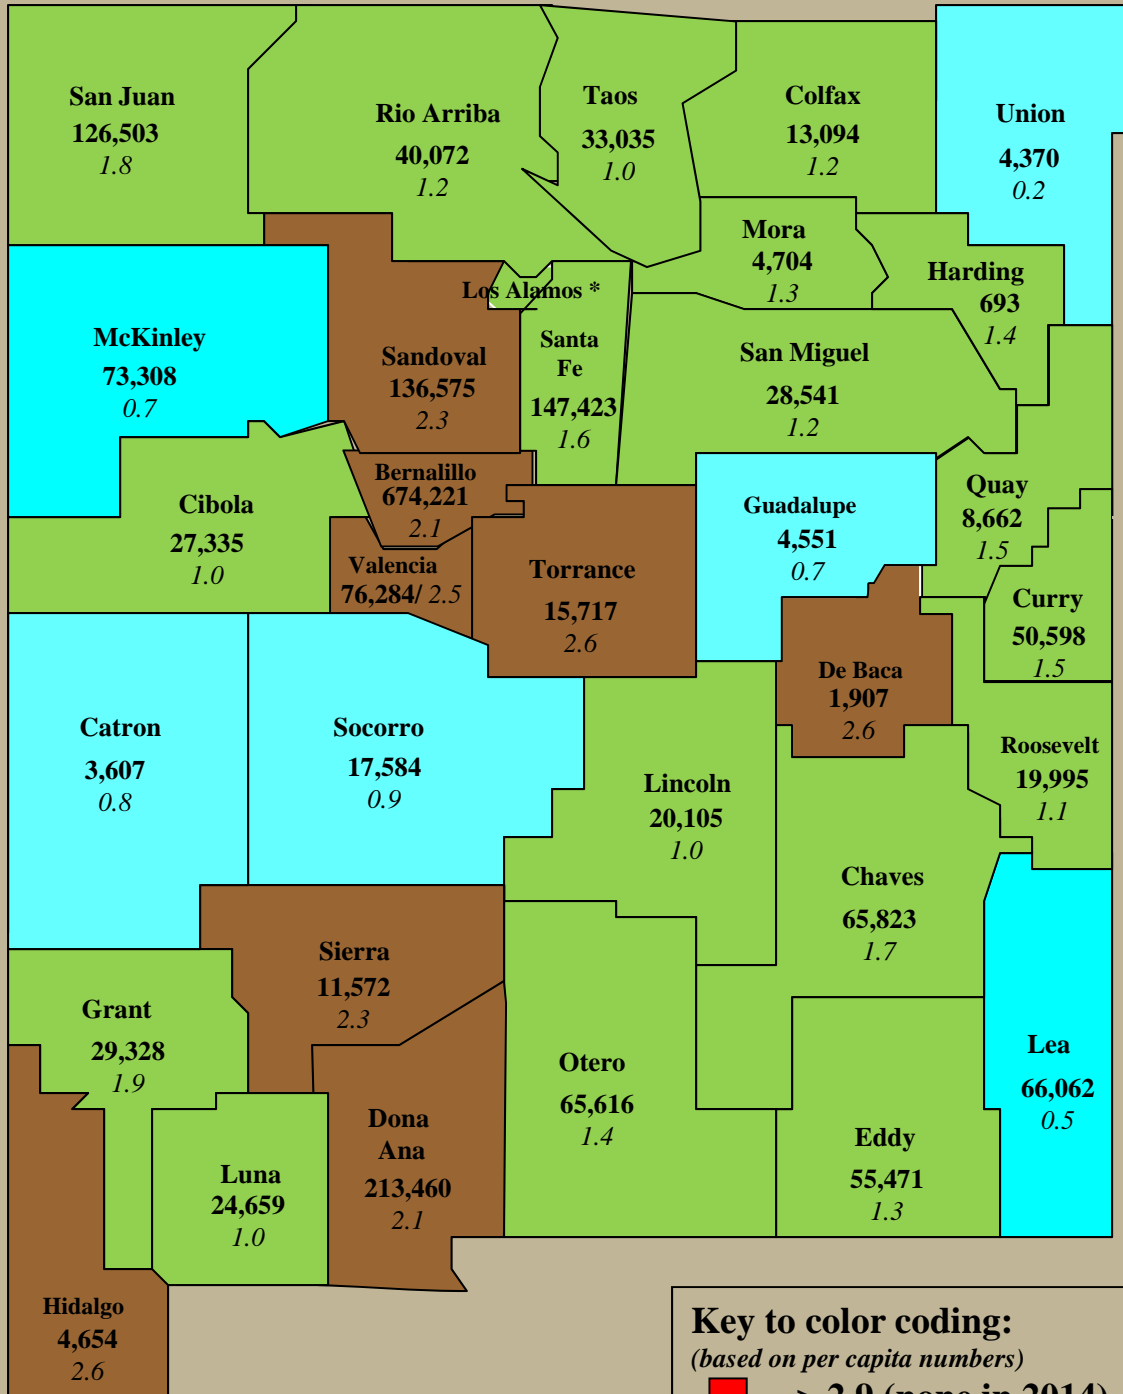 San Juan
126,503
1.8
Rio Arriba
40,072
1.2
Taos
33,035
1.0
Colfax
13,094
1.2
Union
4,370
0.2
Mora
4,704
1.3
Harding
693
1.4
Los Alamos *
McKinley
73,308
0.7
Sandoval
136,575
2.3
Santa
Fe
147,423
1.6
San Miguel
28,541
1.2
Bernalillo
674,221
2.1
Cibola
27,335
1.0
Guadalupe
4,551
0.7
Quay
8,662
1.5
Valencia
76,284/ 2.5
Torrance
15,717
2.6
Curry
50,598
1.5
De Baca
1,907
2.6
Catron
3,607
0.8
Socorro
17,584
0.9
Lincoln
20,105
1.0
Roosevelt
19,995
1.1
Chaves
65,823
1.7
Sierra
11,572
2.3
Grant
29,328
1.9
Otero
65,616
1.4
Lea
66,062
0.5
Dona
Ana
213,460
2.1
Eddy
55,471
1.3
Luna
24,659
1.0
Hidalgo
4,654
2.6
Key to color coding:
(based on per capita numbers)
> 2.9 (none in 2014)